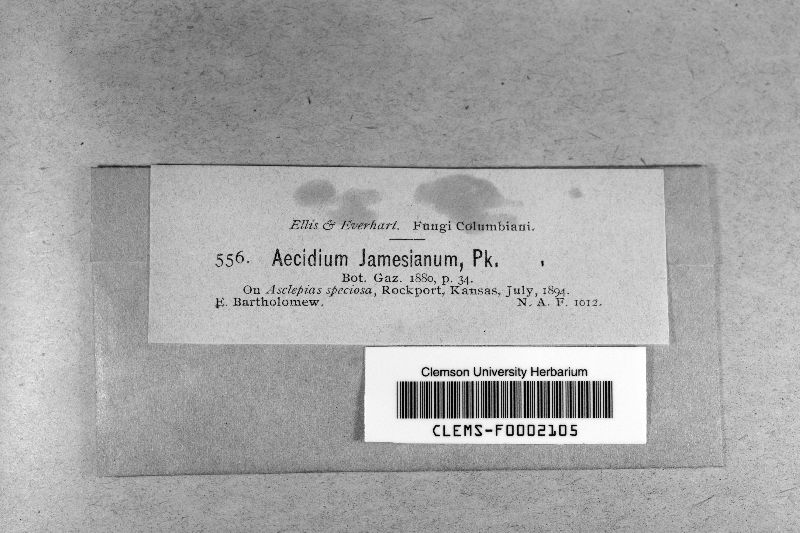 Ellis & Everhart. Fungi Columbiani.
556. Aecidium Jamesianum, Pk.
Bot. Gaz. 1880, p. 34.
On Asclepias speciosa, Rockport, Kansas, July, 1894.
E. Bartholomew. N. A. F. 1012.
Clemson University Herbarium
CLEMS-F0002105